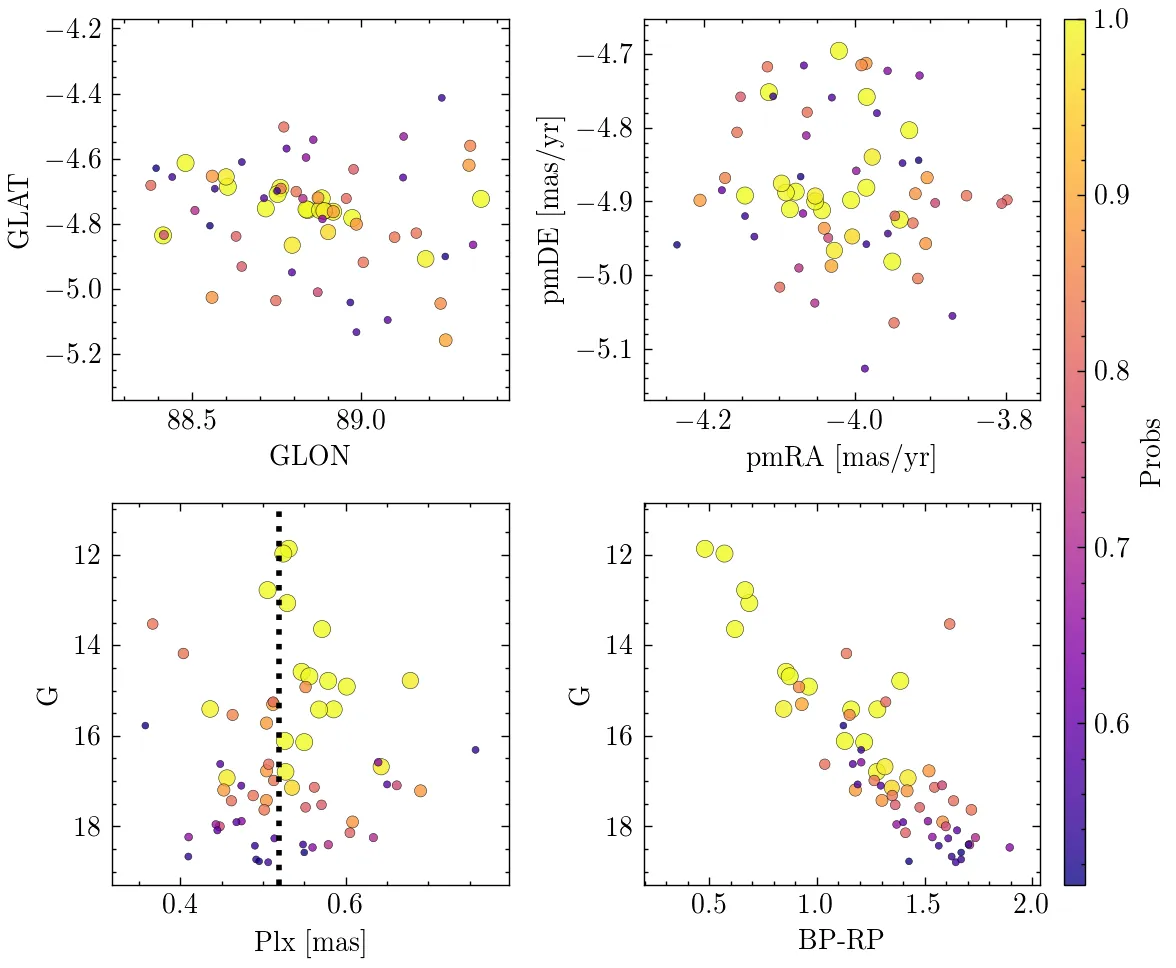 −4.2
−4.4
−4.6
−4.8
−5.0
−5.2
GLAT
88.5 89.0
GLON
−4.7
−4.8
−4.9
−5.0
−5.1
pmDE [mas/yr]
−4.2 −4.0 −3.8
pmRA [mas/yr]
1.0
0.9
0.8
0.7
0.6
Probs
12
14
16
18
G
0.4 0.6
Plx [mas]
12
14
16
18
G
0.5 1.0 1.5 2.0
BP-RP